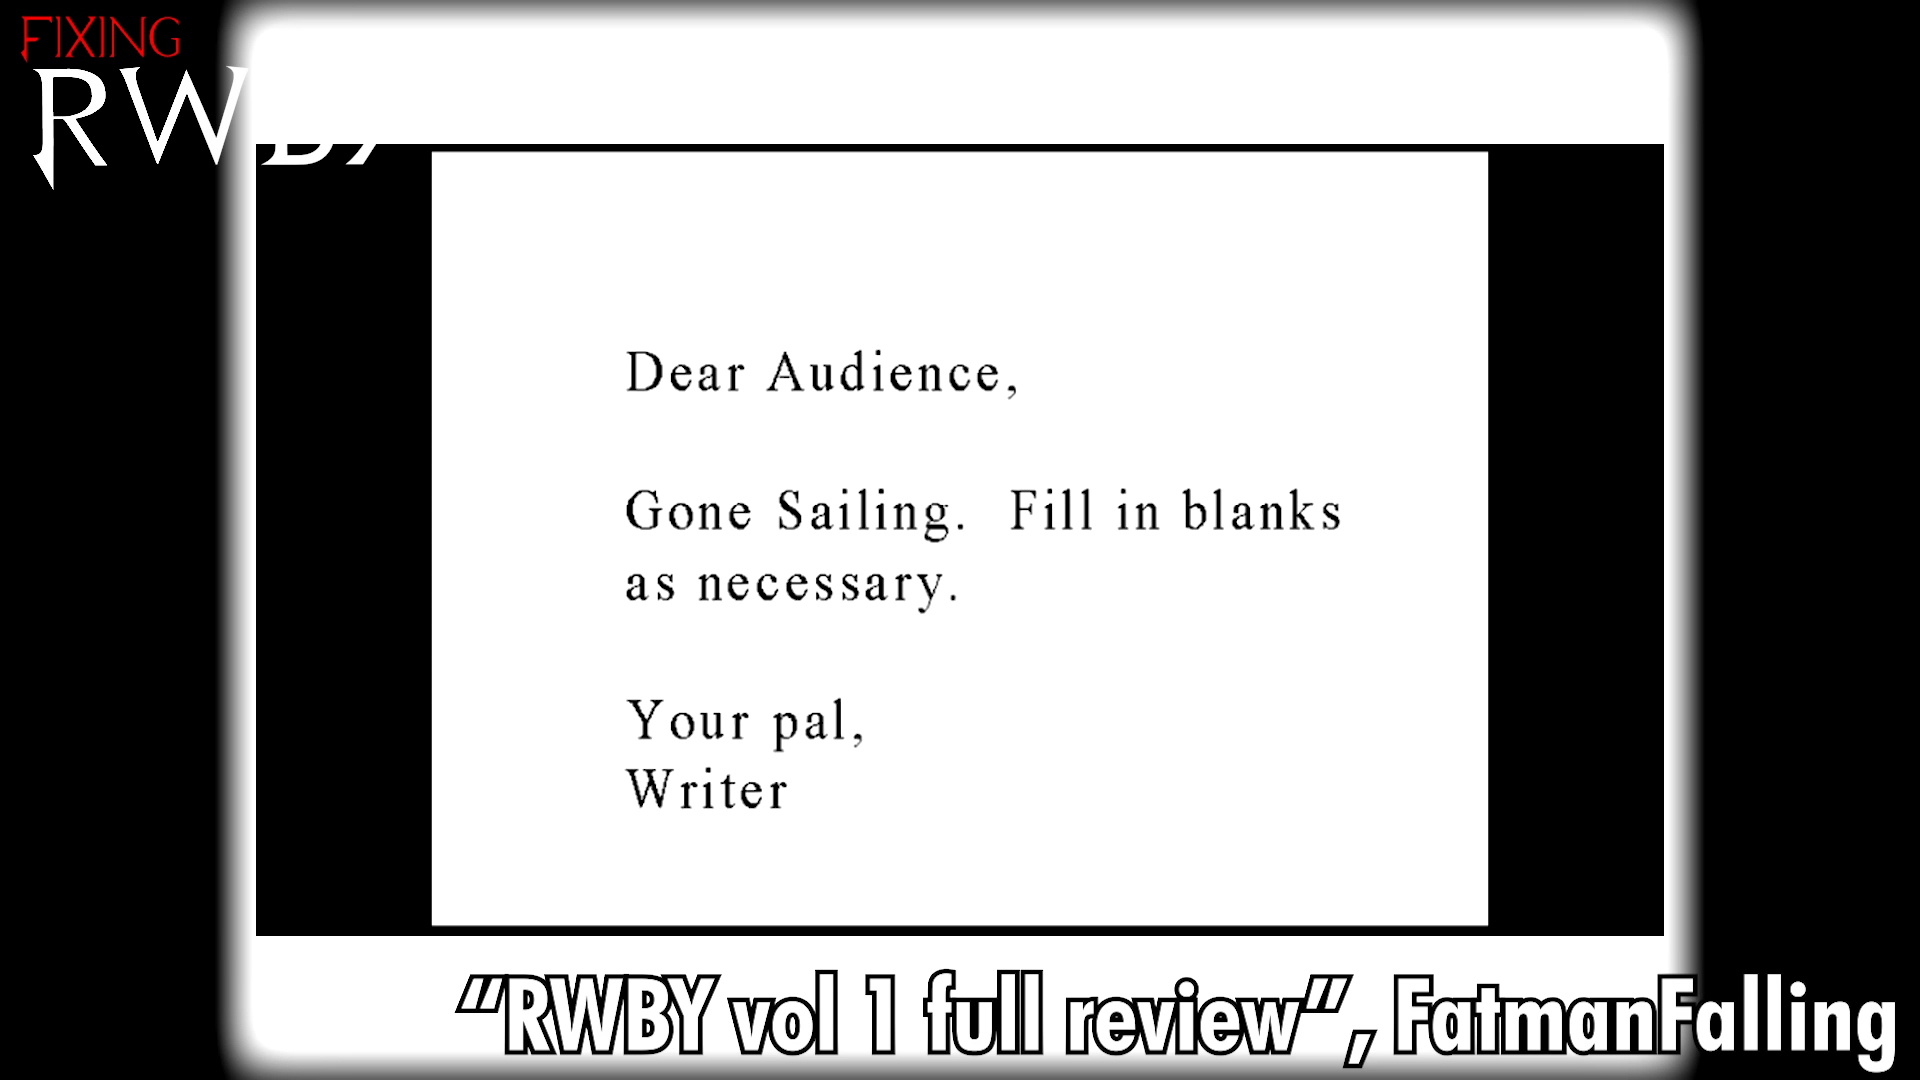 FIXING
RWBY
Dear Audience,
Gone Sailing. Fill in blanks
as necessary.
Your pal,
Writer
“RWBY vol 1 full review”, FatmanFalling